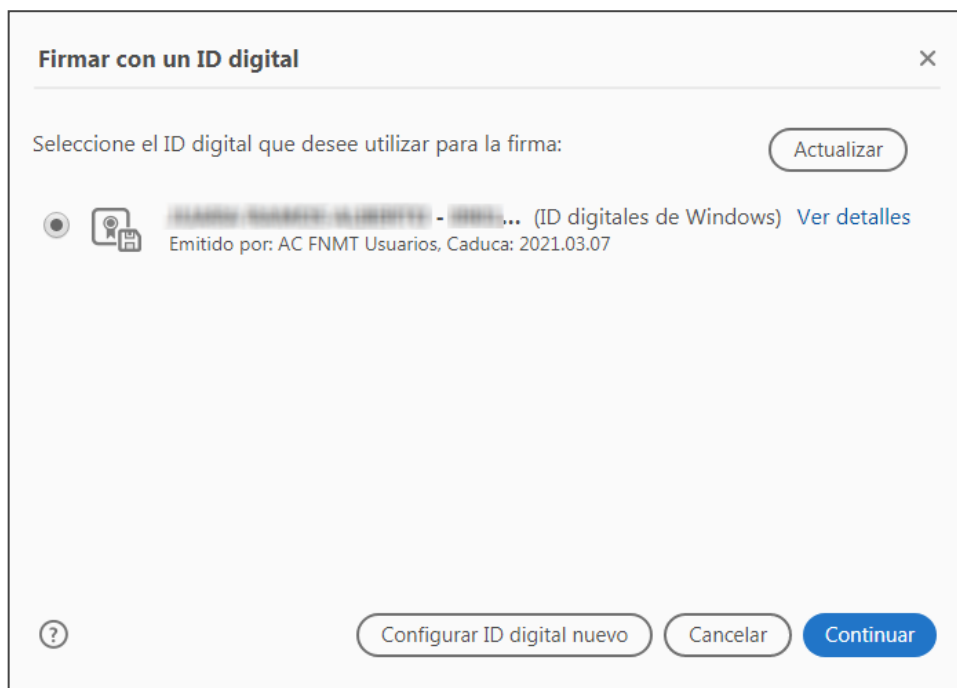 Firmar con un ID digital
Seleccione el ID digital que desee utilizar para la firma:
Actualizar
- ... (ID digitales de Windows) Ver detalles
Emitido por: AC FNMT Usuarios, Caduca: 2021.03.07
Configurar ID digital nuevo
Cancelar
Continuar